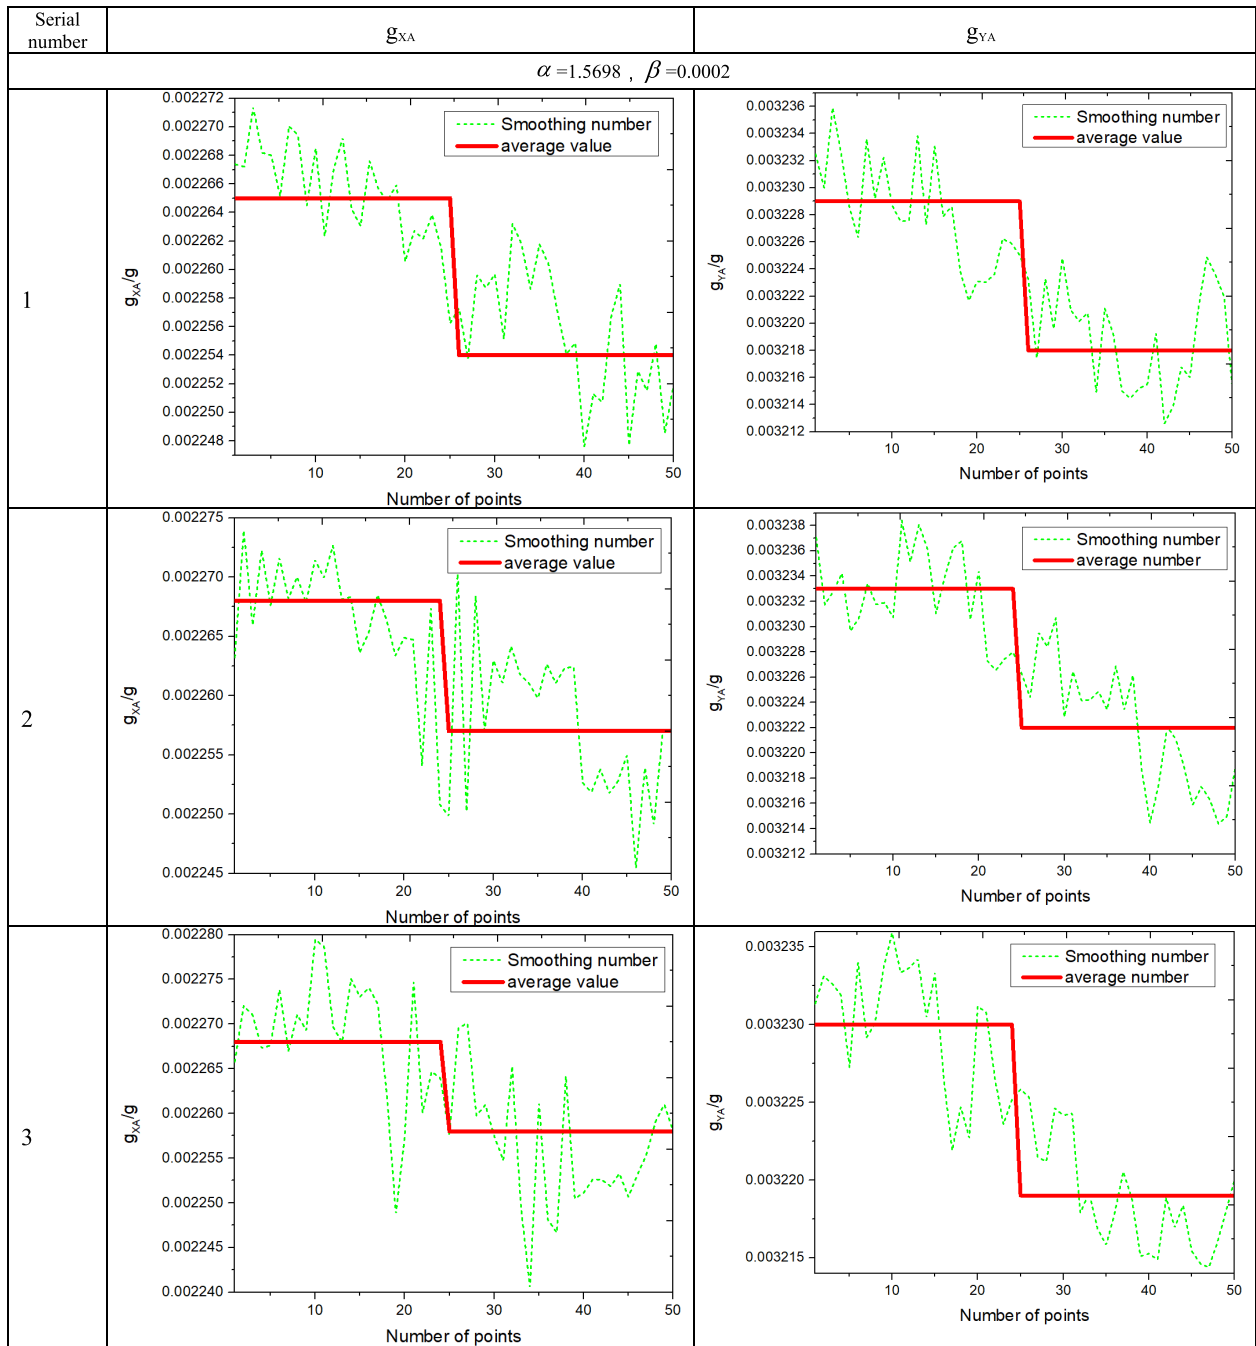 Serial number
g_XA
g_YA
α =1.5698 , β =0.0002
1
0.002272
0.002270
0.002268
0.002266
0.002264
0.002262
0.002260
0.002258
0.002256
0.002254
0.002252
0.002250
0.002248
g_XA/g
Smoothing number
average value
10 20 30 40 50
Number of points
0.003236
0.003234
0.003232
0.003230
0.003228
0.003226
0.003224
0.003222
0.003220
0.003218
0.003216
0.003214
0.003212
g_YA/g
Smoothing number
average value
10 20 30 40 50
Number of points
2
0.002275
0.002270
0.002265
0.002260
0.002255
0.002250
0.002245
g_XA/g
Smoothing number
average value
10 20 30 40 50
Number of points
0.003238
0.003236
0.003234
0.003232
0.003230
0.003228
0.003226
0.003224
0.003222
0.003220
0.003218
0.003216
0.003214
0.003212
g_YA/g
Smoothing number
average number
10 20 30 40 50
Number of points
3
0.002280
0.002275
0.002270
0.002265
0.002260
0.002255
0.002250
0.002245
0.002240
g_XA/g
Smoothing number
average value
10 20 30 40 50
Number of points
0.003235
0.003230
0.003225
0.003220
0.003215
g_YA/g
Smoothing number
average number
10 20 30 40 50
Number of points